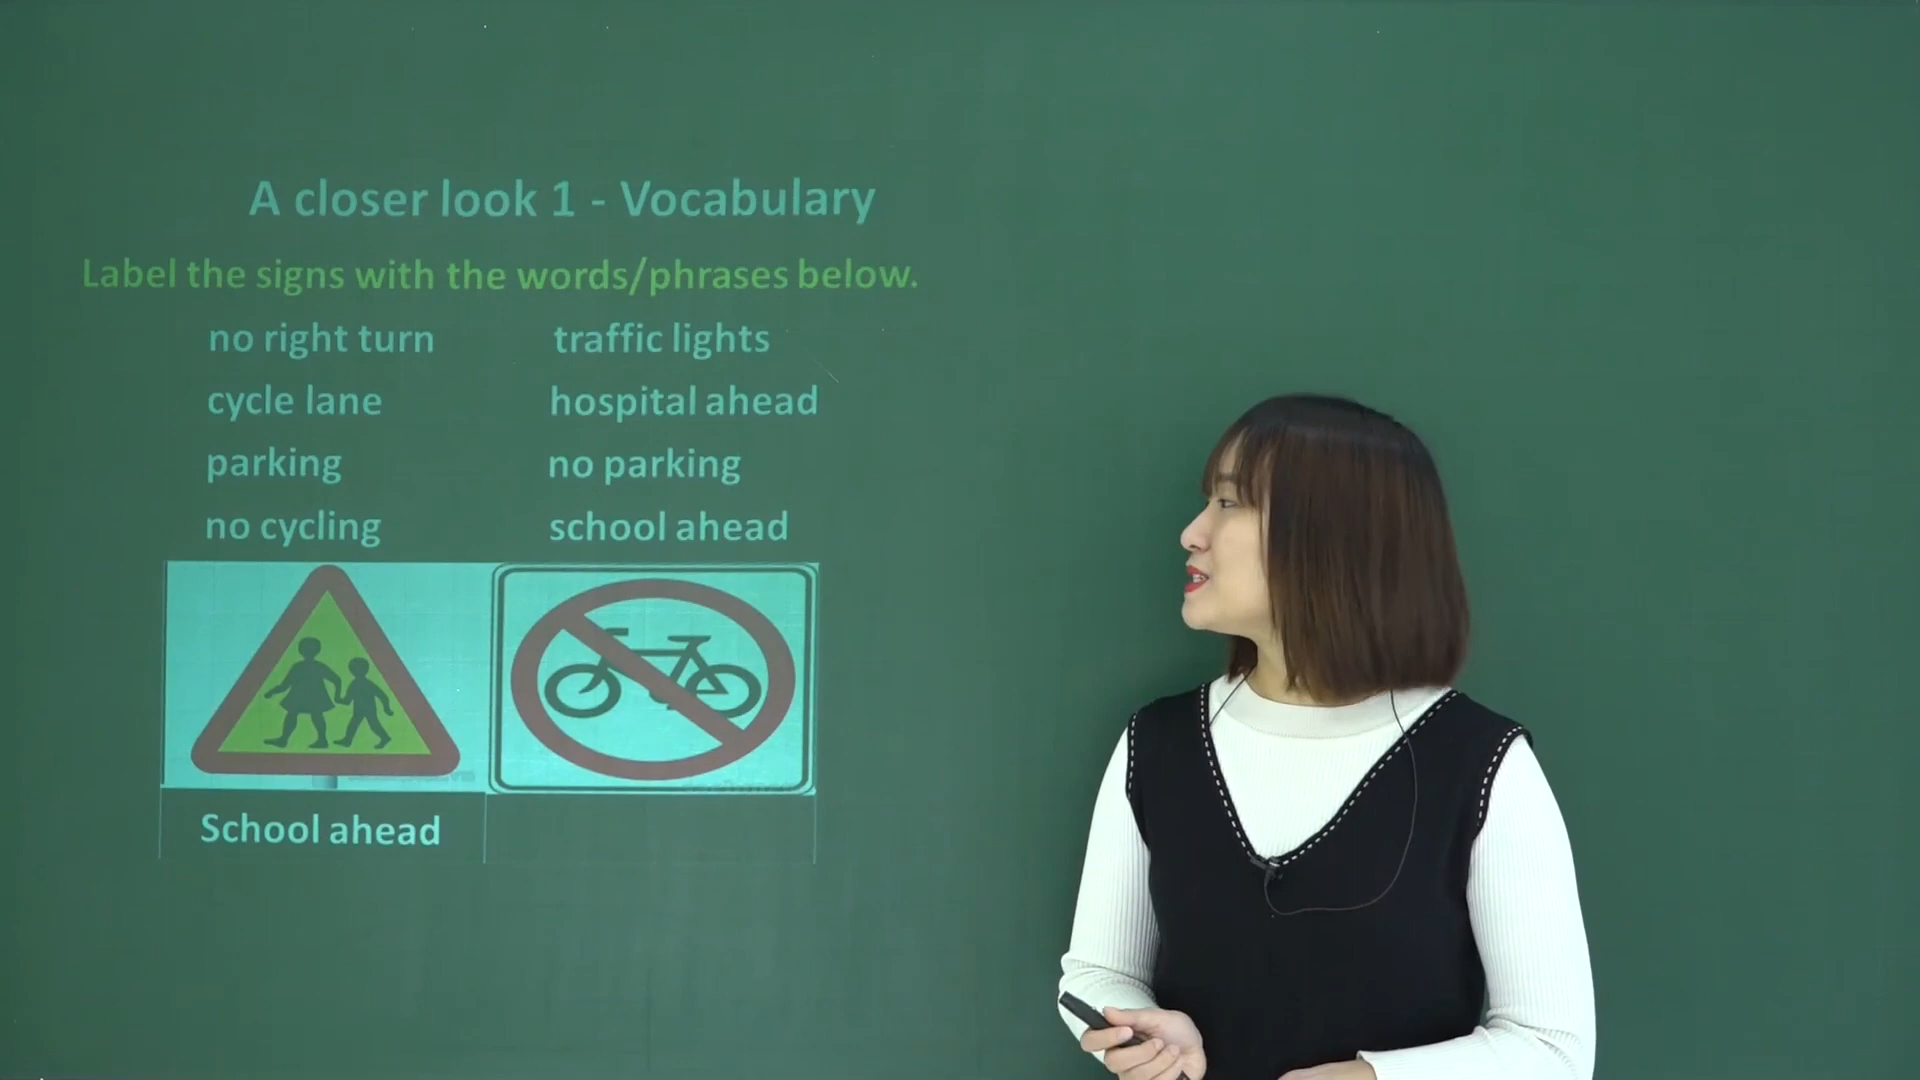 A closer look 1 - Vocabulary
Label the signs with the words/phrases below.
no right turn traffic lights
cycle lane hospital ahead
parking no parking
no cycling school ahead
School ahead